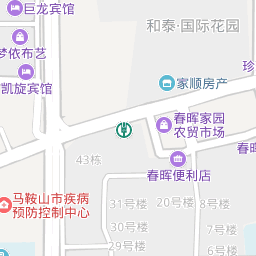 巨龙宾馆
和泰·国际花园
梦依布艺
凯旋宾馆
珍
家顺房产
春晖家园
农贸市场
春晖
43栋
春晖便利店
马鞍山市疾病
预防控制中心
31号楼
20号楼
8号楼
30号楼
7号楼
29号楼
6号楼